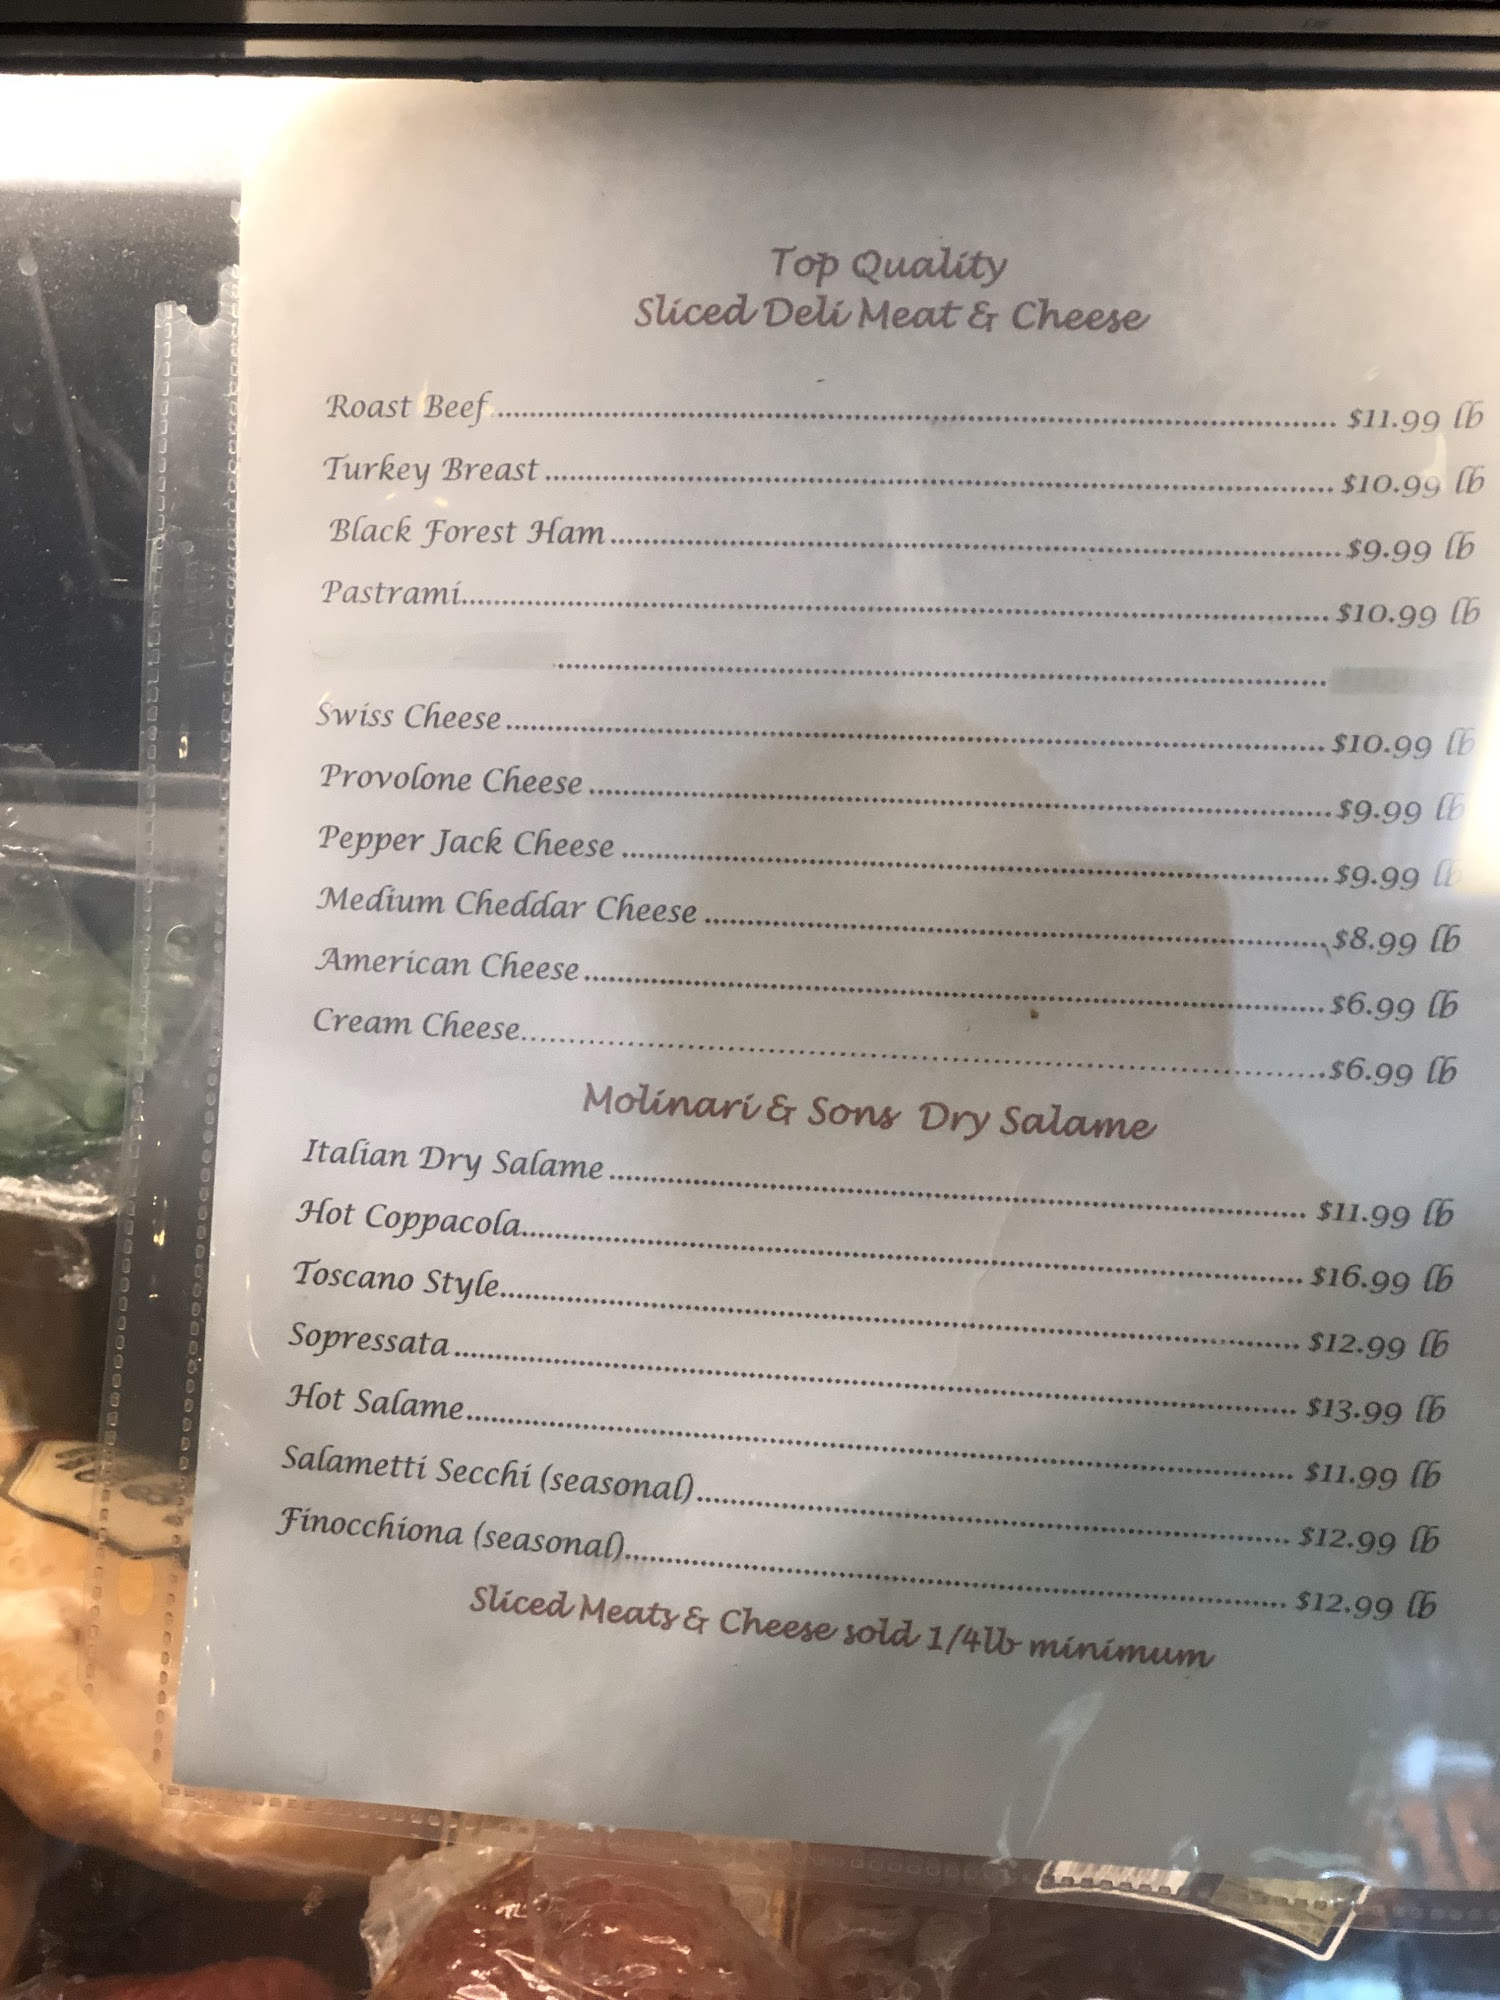 Top Quality
Sliced Deli Meat & Cheese
Roast Beef........ $11.99 lb
Turkey Breast........ $10.99 lb
Black Forest Ham........ $9.99 lb
Pastrami........ $10.99 lb
Swiss Cheese........ $10.99 lb
Provolone Cheese........ $9.99 lb
Pepper Jack Cheese........ $9.99 lb
Medium Cheddar Cheese........ $8.99 lb
American Cheese........ $6.99 lb
Cream Cheese........ $6.99 lb
Molinari & Sons Dry Salame
Italian Dry Salame........ $11.99 lb
Hot Coppacola........ $16.99 lb
Toscano Style........ $12.99 lb
Sopressata........ $13.99 lb
Hot Salame........ $11.99 lb
Salametti Secchi (seasonal)........ $12.99 lb
Finocchiona (seasonal)........ $12.99 lb
Sliced Meats & Cheese sold 1/4lb minimum